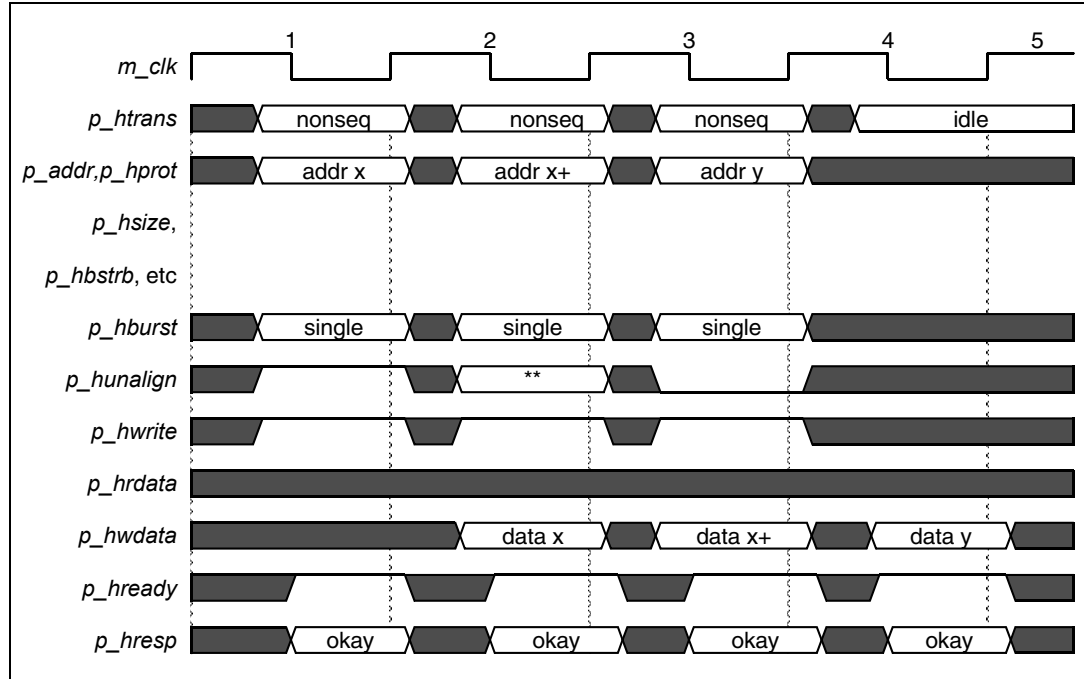 1 2 3 4 5
m_clk
p_htrans nonseq nonseq nonseq idle
p_addr,p_hprot addr x addr x+ addr y
p_hsize,
p_hbstrb, etc
p_hburst single single single
p_hunalign **
p_hwrite
p_hrdata
p_hwdata data x data x+ data y
p_hready
p_hresp okay okay okay okay